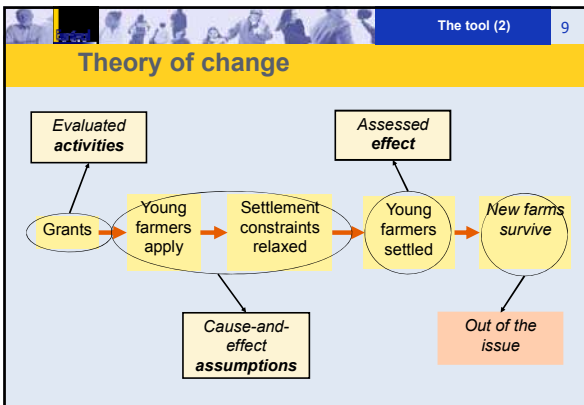 The tool (2)
9
Theory of change
Evaluated
activities
Assessed
effect
Grants
Young
farmers
apply
Settlement
constraints
relaxed
Young
farmers
settled
New farms
survive
Cause-and-
effect
assumptions
Out of the
issue